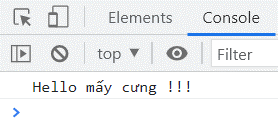 Elements Console
top Filter
Hello mấy cưng !!!
>